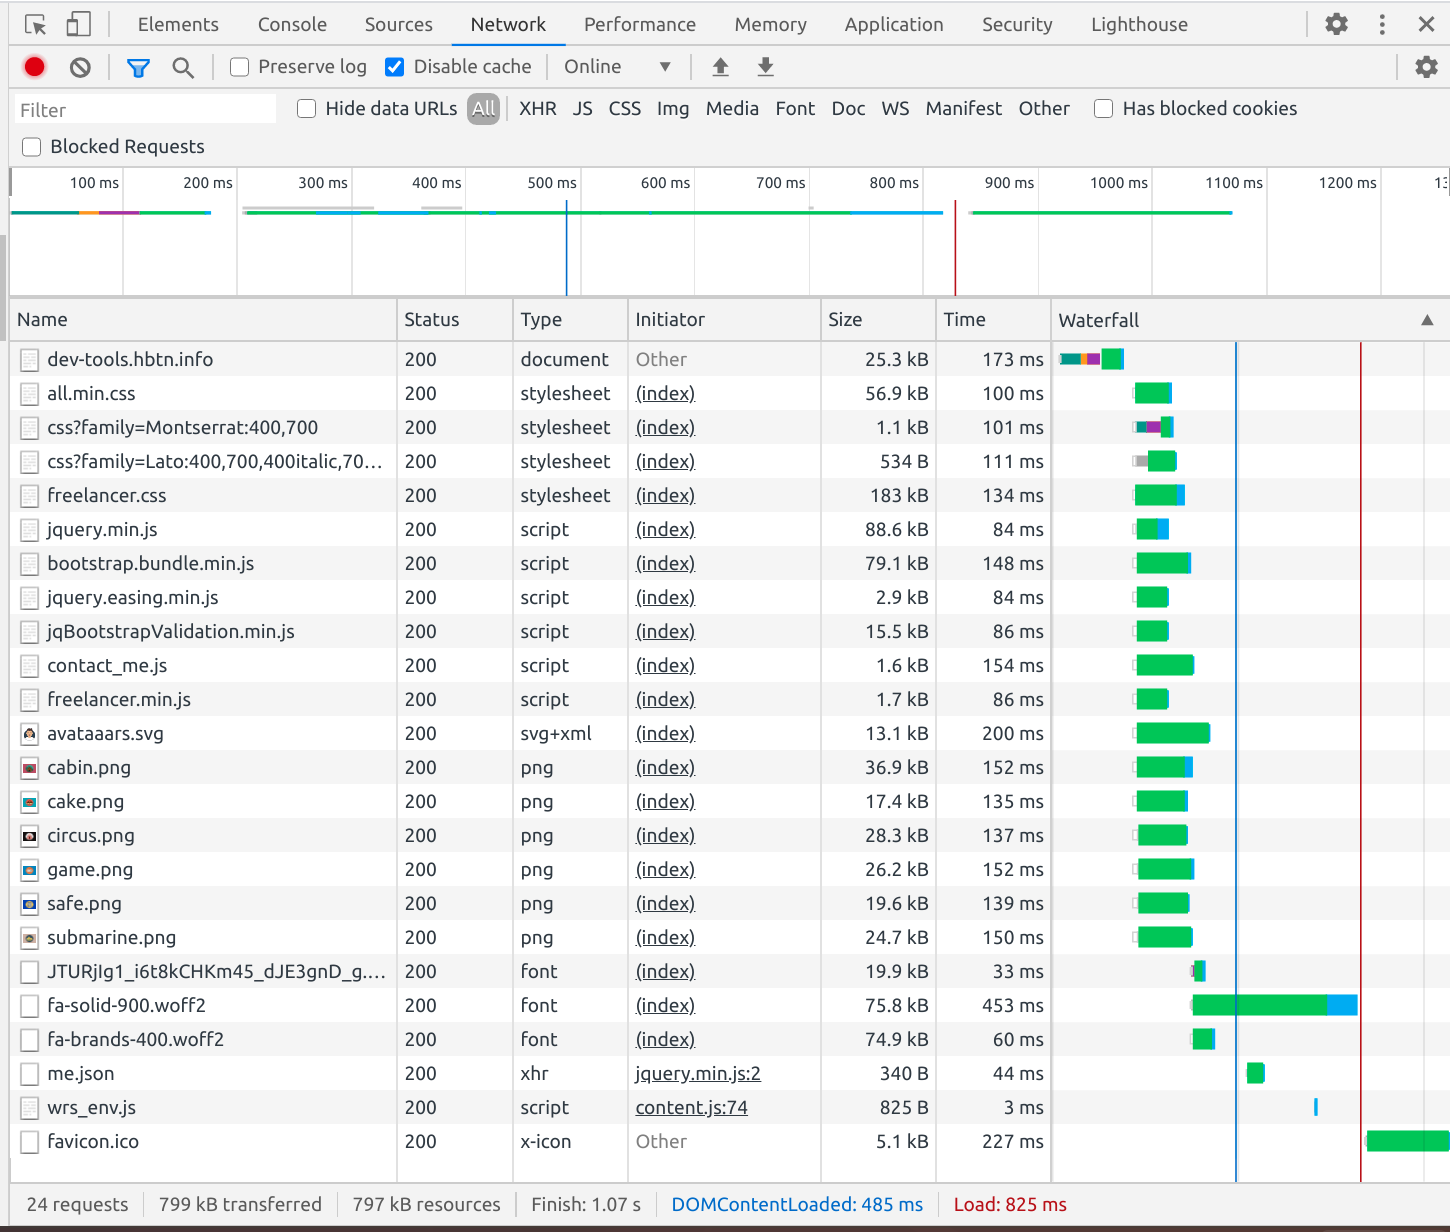 Elements Console Sources Network Performance Memory Application Security Lighthouse
Preserve log Disable cache Online
Filter Hide data URLs All XHR JS CSS Img Media Font Doc WS Manifest Other Has blocked cookies
Blocked Requests
100 ms 200 ms 300 ms 400 ms 500 ms 600 ms 700 ms 800 ms 900 ms 1000 ms 1100 ms 1200 ms
Name Status Type Initiator Size Time Waterfall
dev-tools.hbtn.info 200 document Other 25.3 kB 173 ms
all.min.css 200 stylesheet (index) 56.9 kB 100 ms
css?family=Montserrat:400,700 200 stylesheet (index) 1.1 kB 101 ms
css?family=Lato:400,700,400italic,70... 200 stylesheet (index) 534 B 111 ms
freelancer.css 200 stylesheet (index) 183 kB 134 ms
jquery.min.js 200 script (index) 88.6 kB 84 ms
bootstrap.bundle.min.js 200 script (index) 79.1 kB 148 ms
jquery.easing.min.js 200 script (index) 2.9 kB 84 ms
jqBootstrapValidation.min.js 200 script (index) 15.5 kB 86 ms
contact_me.js 200 script (index) 1.6 kB 154 ms
freelancer.min.js 200 script (index) 1.7 kB 86 ms
avataaars.svg 200 svg+xml (index) 13.1 kB 200 ms
cabin.png 200 png (index) 36.9 kB 152 ms
cake.png 200 png (index) 17.4 kB 135 ms
circus.png 200 png (index) 28.3 kB 137 ms
game.png 200 png (index) 26.2 kB 152 ms
safe.png 200 png (index) 19.6 kB 139 ms
submarine.png 200 png (index) 24.7 kB 150 ms
JTURjIg1_i6t8kCHKm45_dJE3gnD_g.... 200 font (index) 19.9 kB 33 ms
fa-solid-900.woff2 200 font (index) 75.8 kB 453 ms
fa-brands-400.woff2 200 font (index) 74.9 kB 60 ms
me.json 200 xhr jquery.min.js:2 340 B 44 ms
wrs_env.js 200 script content.js:74 825 B 3 ms
favicon.ico 200 x-icon Other 5.1 kB 227 ms
24 requests 799 kB transferred 797 kB resources Finish: 1.07 s DOMContentLoaded: 485 ms Load: 825 ms